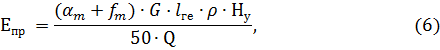 Eпр = (αm + fm) · G · lге · ρ · Hу / 50 · Q, (6)